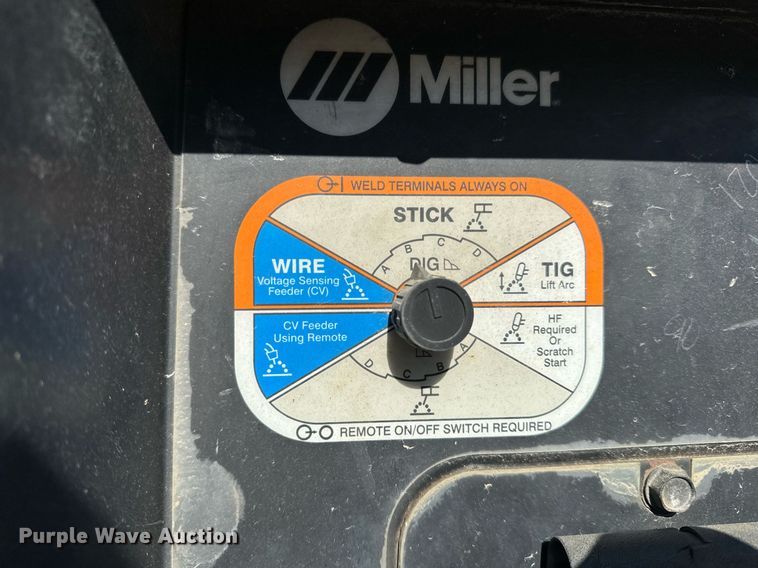 Miller
WELD TERMINALS ALWAYS ON
STICK
A B C D
DIG
WIRE
Voltage Sensing
Feeder (CV)
TIG
Lift Arc
CV Feeder
Using Remote
HF
Required
Or
Scratch
Start
D C B A
REMOTE ON/OFF SWITCH REQUIRED
Purple Wave Auction